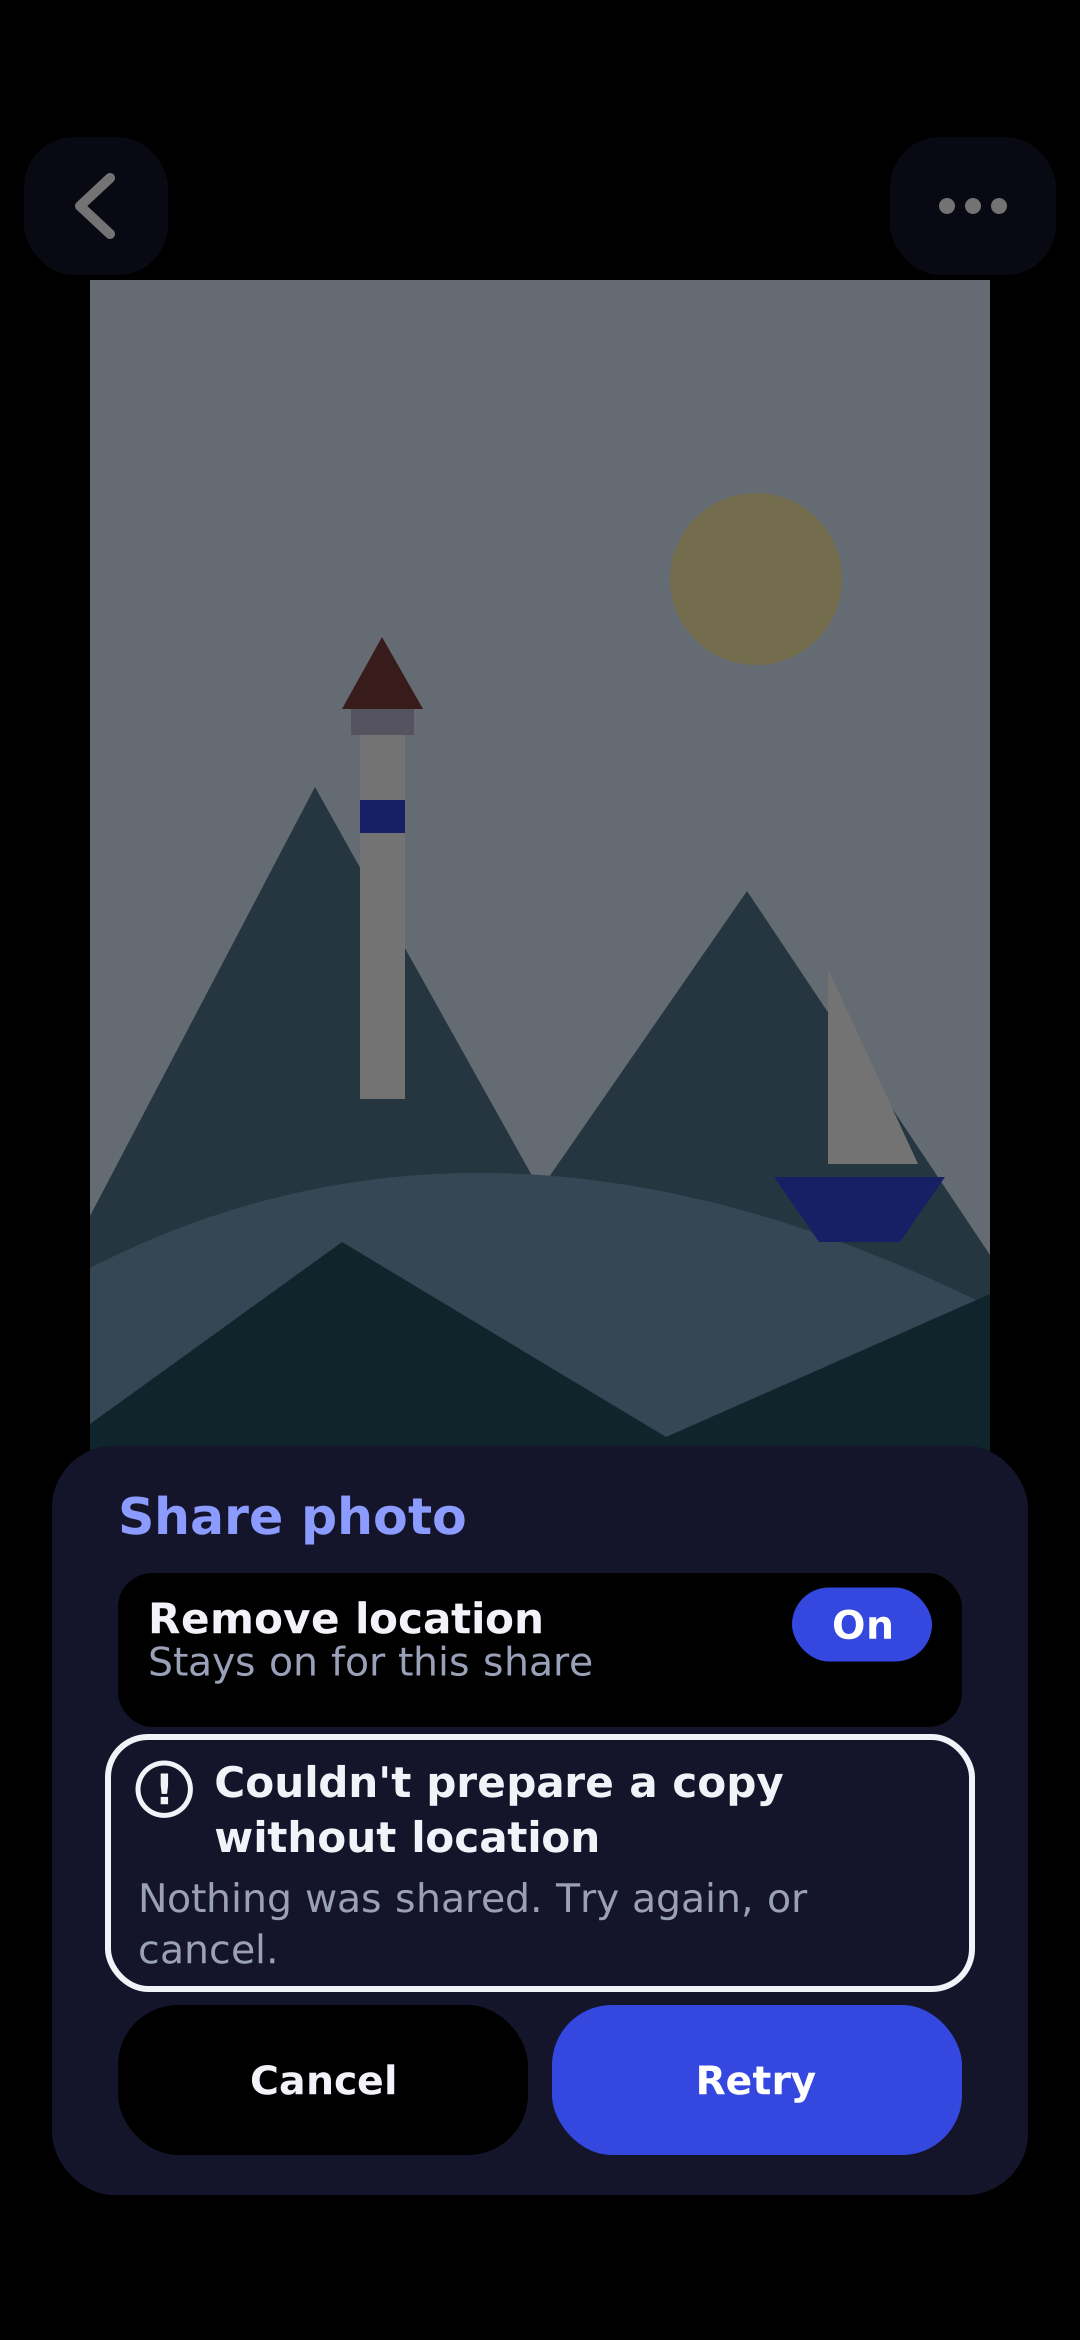 Share photo
Remove location
On
Stays on for this share
!
Couldn't prepare a copy
without location
Nothing was shared. Try again, or
cancel.
Cancel
Retry